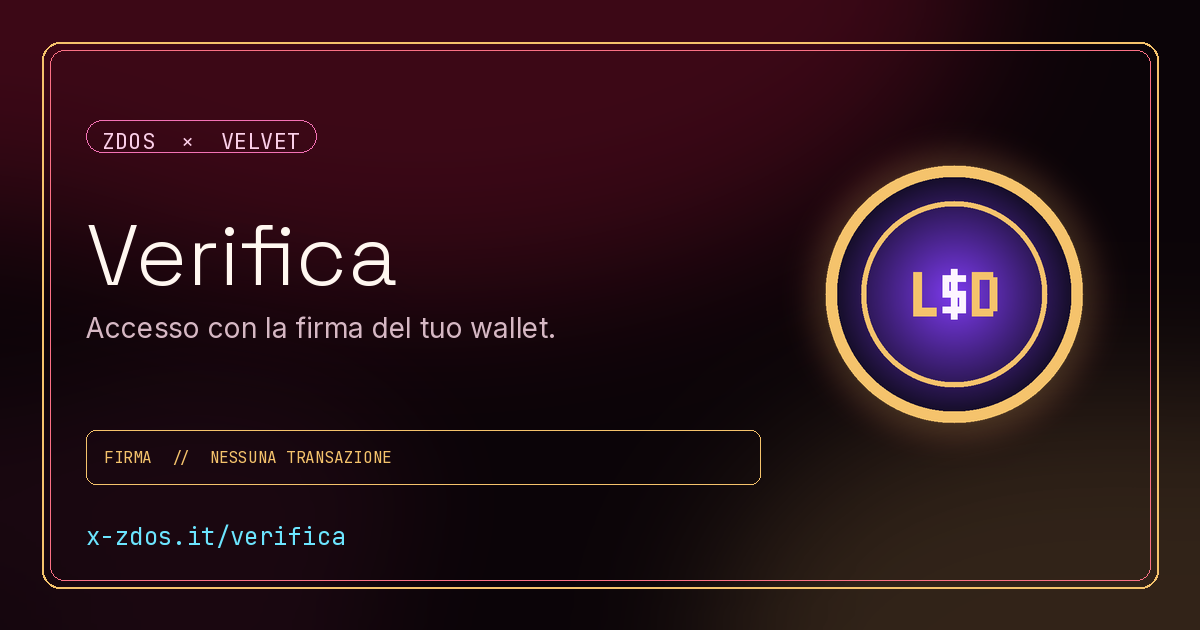 ZDOS × VELVET
Verifica
Accesso con la firma del tuo wallet.
L$D
FIRMA // NESSUNA TRANSAZIONE
x-zdos.it/verifica